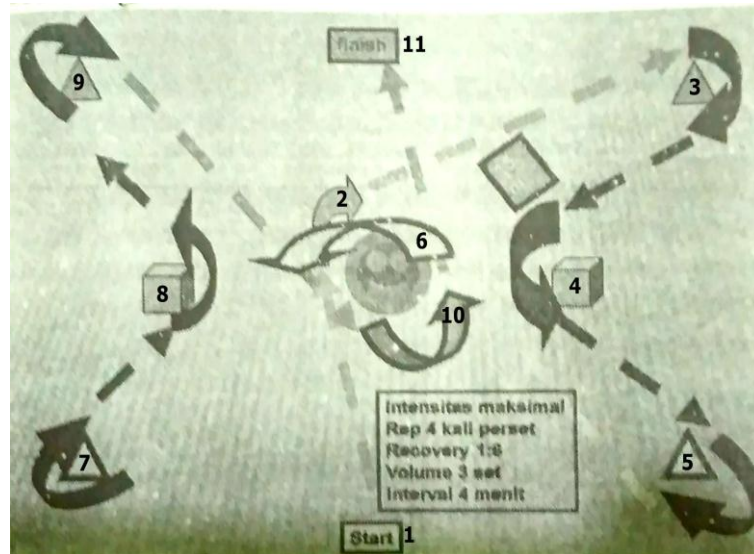 finish 11
9
3
2
6
8
4
10
Intensitas maksimal
Rep 4 kali perset
Recovery 1:6
Volume 3 set
Interval 4 menit
7
5
Start 1